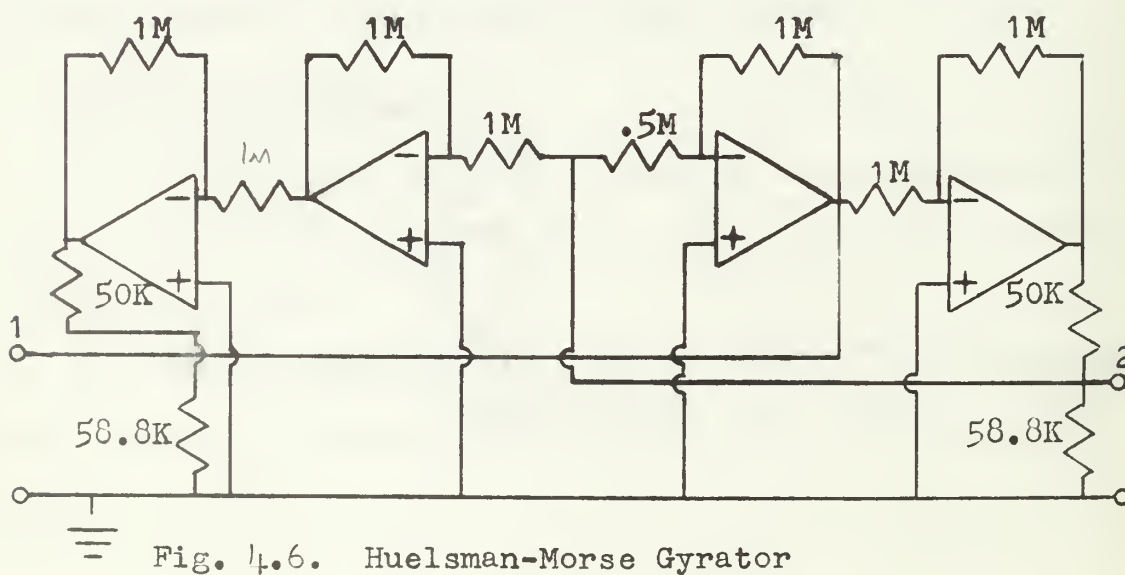 1M 1M 1M 1M
1M .5M
1M 1M
- - - -
+ + + +
50K 50K
1 2
58.8K 58.8K
Fig. 4.6. Huelsman-Morse Gyrator